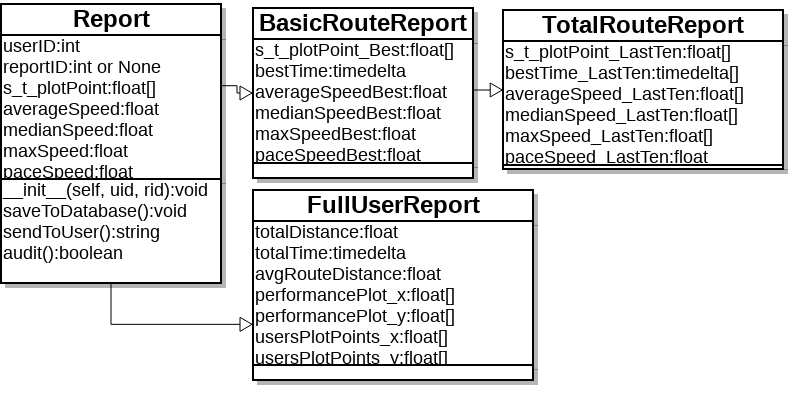 Report
userID:int
reportID:int or None
s_t_plotPoint:float[]
averageSpeed:float
medianSpeed:float
maxSpeed:float
paceSpeed:float
__init__(self, uid, rid):void
saveToDatabase():void
sendToUser():string
audit():boolean
BasicRouteReport
s_t_plotPoint_Best:float[]
bestTime:timedelta
averageSpeedBest:float
medianSpeedBest:float
maxSpeedBest:float
paceSpeedBest:float
TotalRouteReport
s_t_plotPoint_LastTen:float[]
bestTime_LastTen:timedelta[]
averageSpeed_LastTen:float[]
medianSpeed_LastTen:float[]
maxSpeed_LastTen:float[]
paceSpeed_LastTen:float
FullUserReport
totalDistance:float
totalTime:timedelta
avgRouteDistance:float
performancePlot_x:float[]
performancePlot_y:float[]
usersPlotPoints_x:float[]
usersPlotPoints_y:float[]